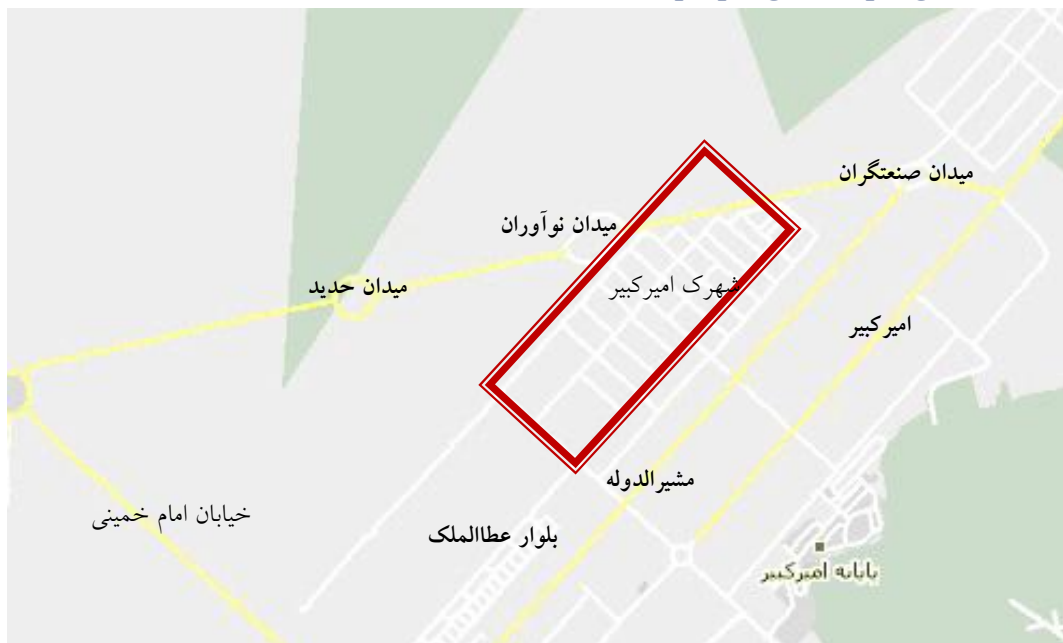 میدان صنعتگران
میدان نوآوران
میدان حدید
شهرک امیرکبیر
امیرکبیر
مشیرالدوله
خیابان امام خمینی
بلوار عطاالملک
پایانه امیرکبیر